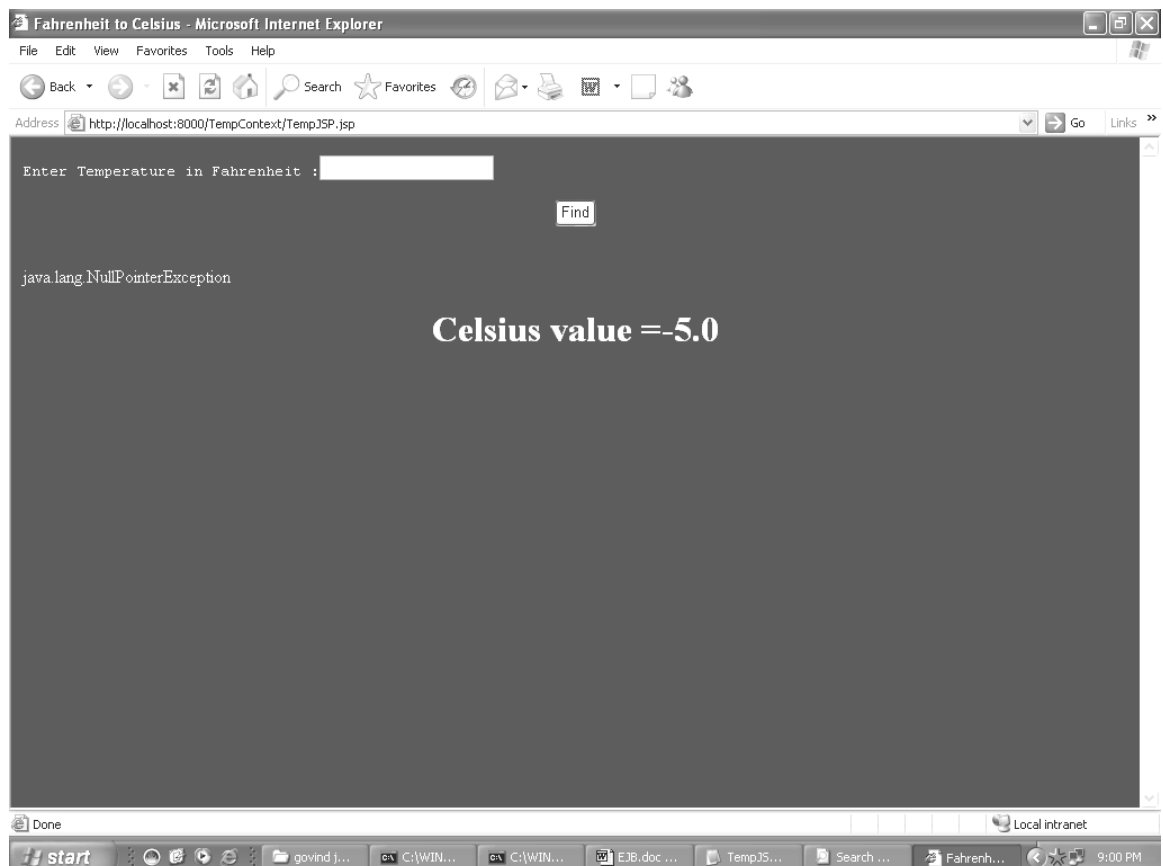 Fahrenheit to Celsius - Microsoft Internet Explorer
File Edit View Favorites Tools Help
Back Search Favorites
Address http://localhost:8000/TempContext/TempJSP.jsp Go Links »
Enter Temperature in Fahrenheit :
Find
java.lang.NullPointerException
Celsius value =-5.0
Done Local intranet
start govind j... C:\WIN... C:\WIN... EJB.doc ... TempJS... Search ... Fahrenh... 9:00 PM